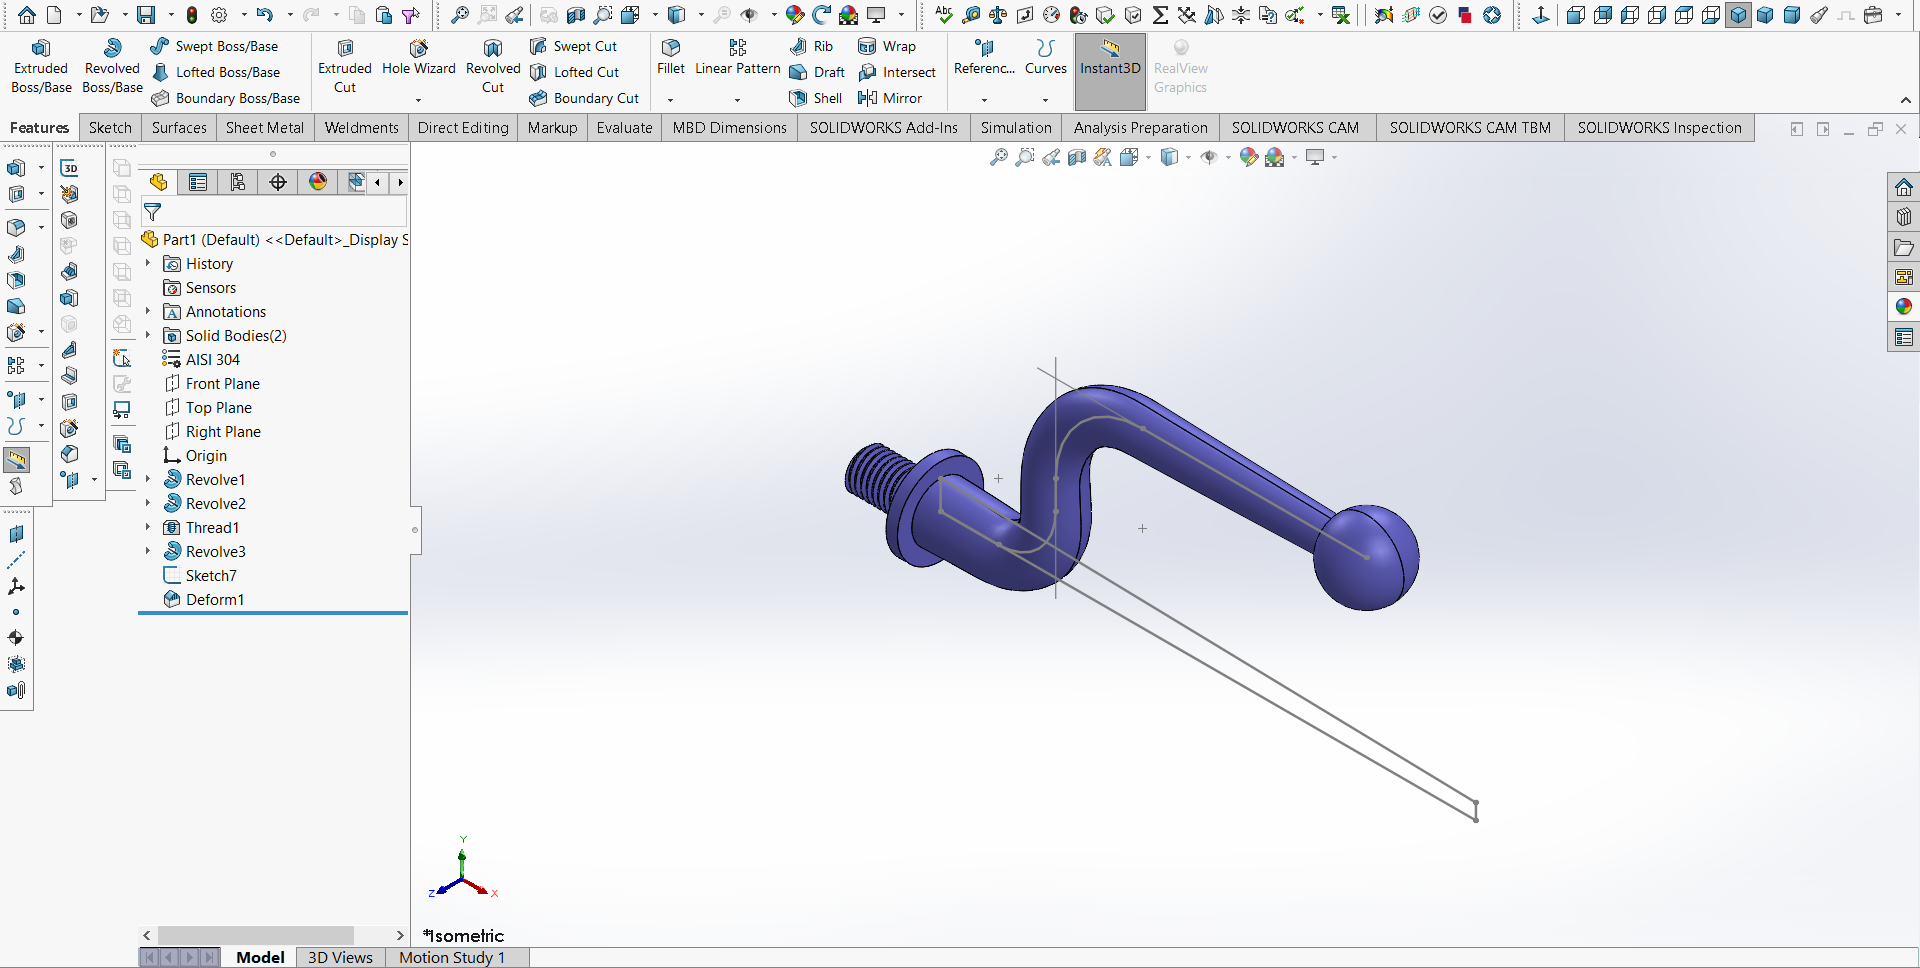 Extruded Boss/Base
Revolved Boss/Base
Swept Boss/Base
Lofted Boss/Base
Boundary Boss/Base
Extruded Cut
Hole Wizard
Revolved Cut
Swept Cut
Lofted Cut
Boundary Cut
Fillet
Linear Pattern
Rib
Draft
Shell
Wrap
Intersect
Mirror
Referenc...
Curves
Instant3D
RealView Graphics
Features
Sketch
Surfaces
Sheet Metal
Weldments
Direct Editing
Markup
Evaluate
MBD Dimensions
SOLIDWORKS Add-Ins
Simulation
Analysis Preparation
SOLIDWORKS CAM
SOLIDWORKS CAM TBM
SOLIDWORKS Inspection
3D
Part1 (Default) <<Default>_Display S
History
Sensors
Annotations
Solid Bodies(2)
AISI 304
Front Plane
Top Plane
Right Plane
Origin
Revolve1
Revolve2
Thread1
Revolve3
Sketch7
Deform1
Y
Z
X
*Isometric
Model
3D Views
Motion Study 1